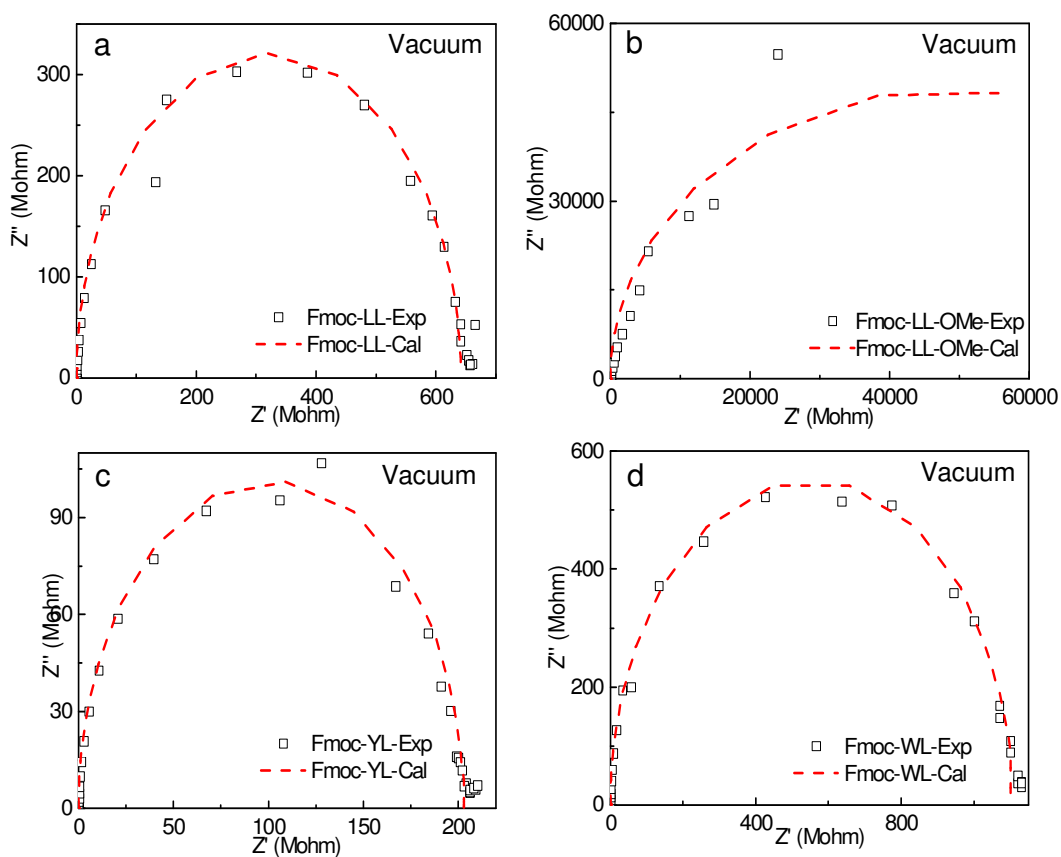 a
Vacuum
300
200
100
0
Z'' (Mohm)
Fmoc-LL-Exp
Fmoc-LL-Cal
0
200
400
600
Z' (Mohm)
b
Vacuum
60000
30000
0
Z'' (Mohm)
Fmoc-LL-OMe-Exp
Fmoc-LL-OMe-Cal
0
20000
40000
60000
Z' (Mohm)
c
Vacuum
90
60
30
0
Z'' (Mohm)
Fmoc-YL-Exp
Fmoc-YL-Cal
0
50
100
150
200
Z' (Mohm)
d
Vacuum
600
400
200
0
Z'' (Mohm)
Fmoc-WL-Exp
Fmoc-WL-Cal
0
400
800
Z' (Mohm)